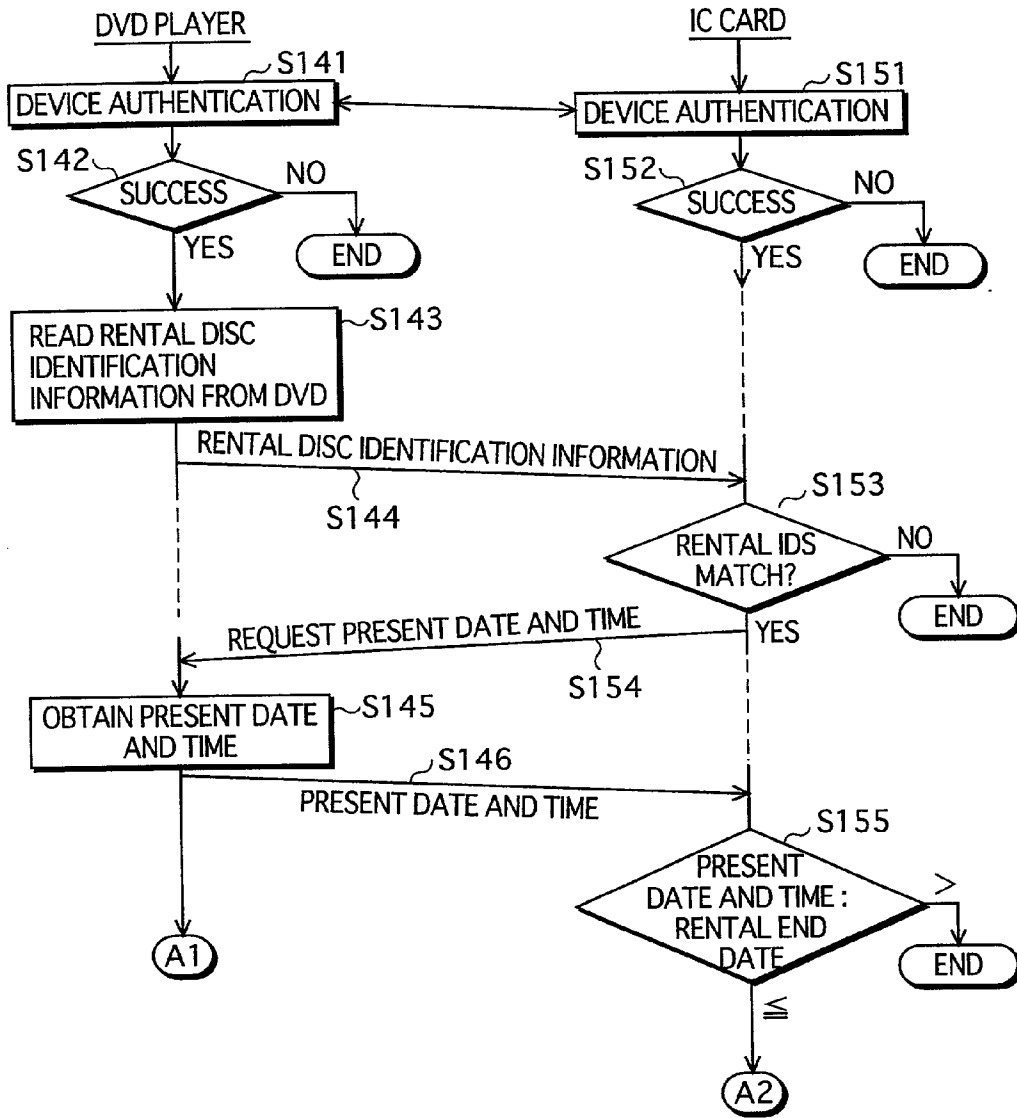 DVD PLAYER
IC CARD
S141
S151
DEVICE AUTHENTICATION
DEVICE AUTHENTICATION
S142
SUCCESS
NO
YES
END
S152
SUCCESS
NO
YES
END
READ RENTAL DISC
IDENTIFICATION
INFORMATION FROM DVD
S143
RENTAL DISC IDENTIFICATION INFORMATION
S144
S153
RENTAL IDS
MATCH?
NO
END
YES
REQUEST PRESENT DATE AND TIME
S154
OBTAIN PRESENT DATE
AND TIME
S145
S146
PRESENT DATE AND TIME
S155
PRESENT
DATE AND TIME :
RENTAL END
DATE
>
END
≦
A1
A2